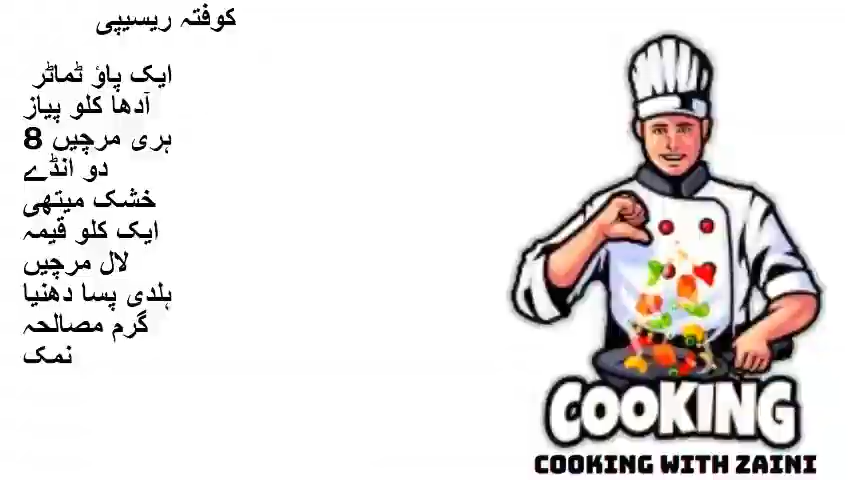 کوفتہ ریسیپی
ایک پاؤ ٹماٹر
آدھا کلو پیاز
ہری مرچیں 8
دو انڈے
خشک میتھی
ایک کلو قیمہ
لال مرچیں
ہلدی پسا دھنیا
گرم مصالحہ
نمک
COOKING
COOKING WITH ZAINI